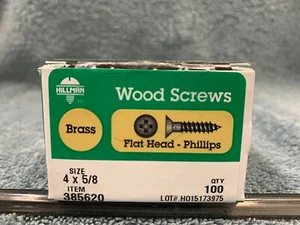 HILLMAN
Wood Screws
Brass
Flat Head - Phillips
SIZE
4 x 5/8
ITEM
385620
QTY
100
LOT# HO15173975